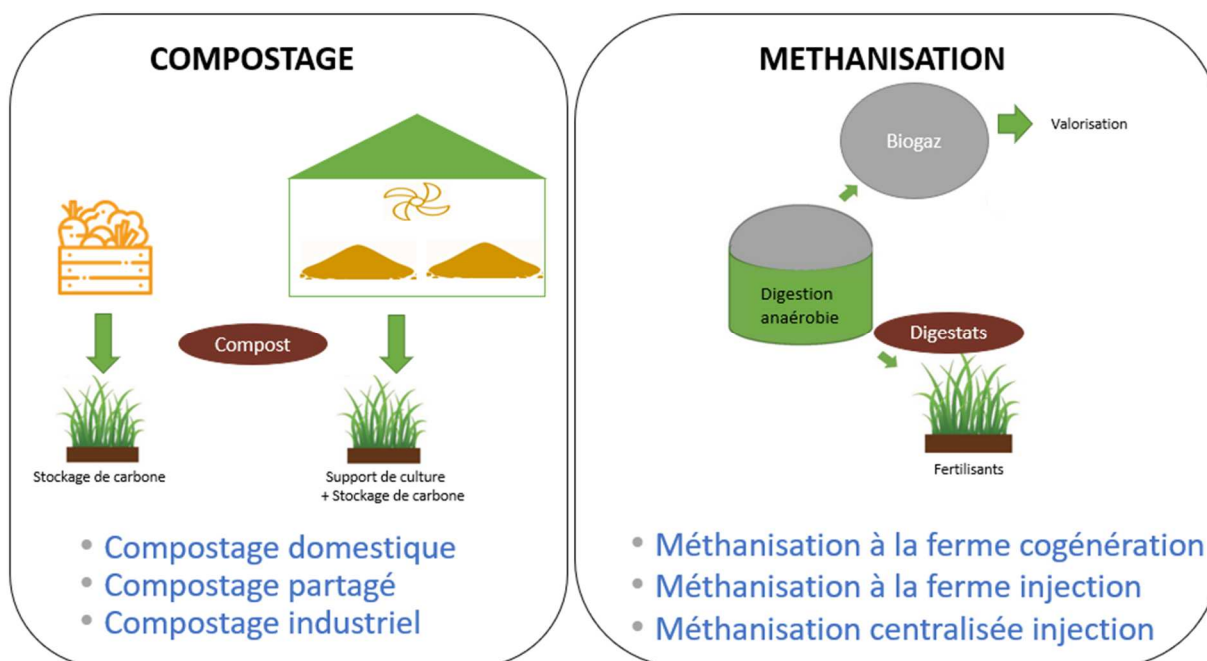 COMPOSTAGE
Compost
Stockage de carbone
Support de culture
+ Stockage de carbone
• Compostage domestique
• Compostage partagé
• Compostage industriel
METHANISATION
Biogaz
Valorisation
Digestion
anaérobie
Digestats
Fertilisants
• Méthanisation à la ferme cogénération
• Méthanisation à la ferme injection
• Méthanisation centralisée injection